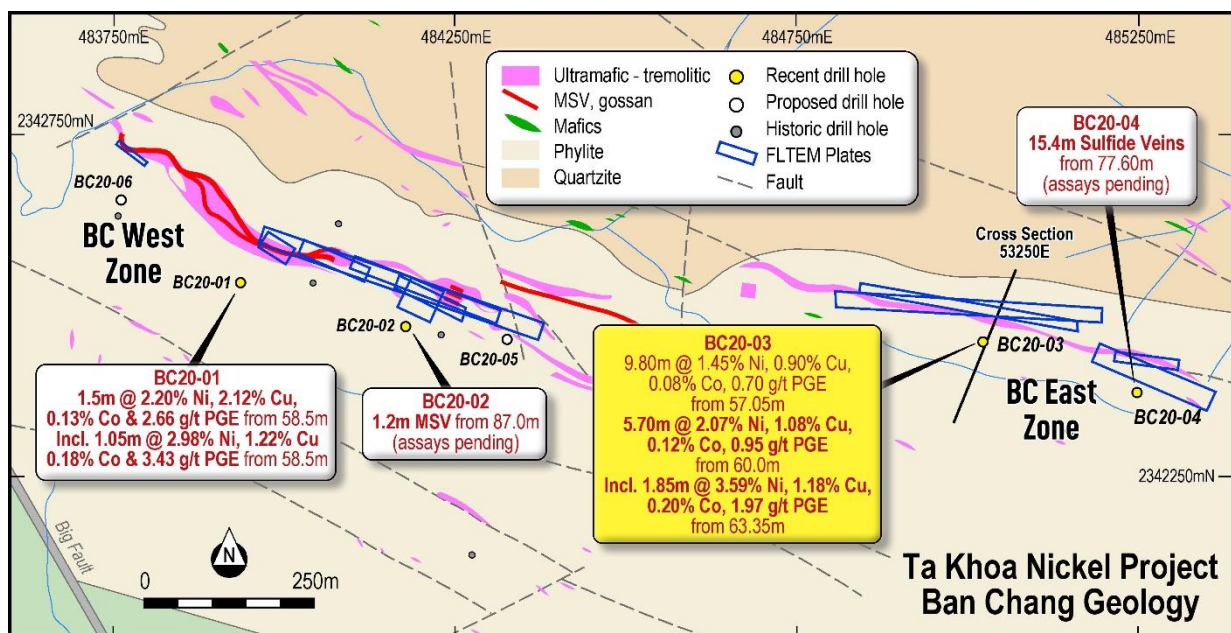 483750mE
484250mE
484750mE
485250mE
2342750mN
Ultramafic - tremolitic
MSV, gossan
Mafics
Phylite
Quartzite
Recent drill hole
Proposed drill hole
Historic drill hole
FLTEM Plates
Fault
BC20-04
15.4m Sulfide Veins
from 77.60m
(assays pending)
BC20-06
BC West
Zone
BC20-01
BC20-02
BC20-05
Cross Section
53250E
BC20-03
BC East
Zone
BC20-04
BC20-01
1.5m @ 2.20% Ni, 2.12% Cu,
0.13% Co & 2.66 g/t PGE from 58.5m
Incl. 1.05m @ 2.98% Ni, 1.22% Cu
0.18% Co & 3.43 g/t PGE from 58.5m
BC20-02
1.2m MSV from 87.0m
(assays pending)
BC20-03
9.80m @ 1.45% Ni, 0.90% Cu,
0.08% Co, 0.70 g/t PGE
from 57.05m
5.70m @ 2.07% Ni, 1.08% Cu,
0.12% Co, 0.95 g/t PGE
from 60.0m
Incl. 1.85m @ 3.59% Ni, 1.18% Cu,
0.20% Co, 1.97 g/t PGE
from 63.35m
2342250mN
Big Fault
N
0
250m
Ta Khoa Nickel Project
Ban Chang Geology